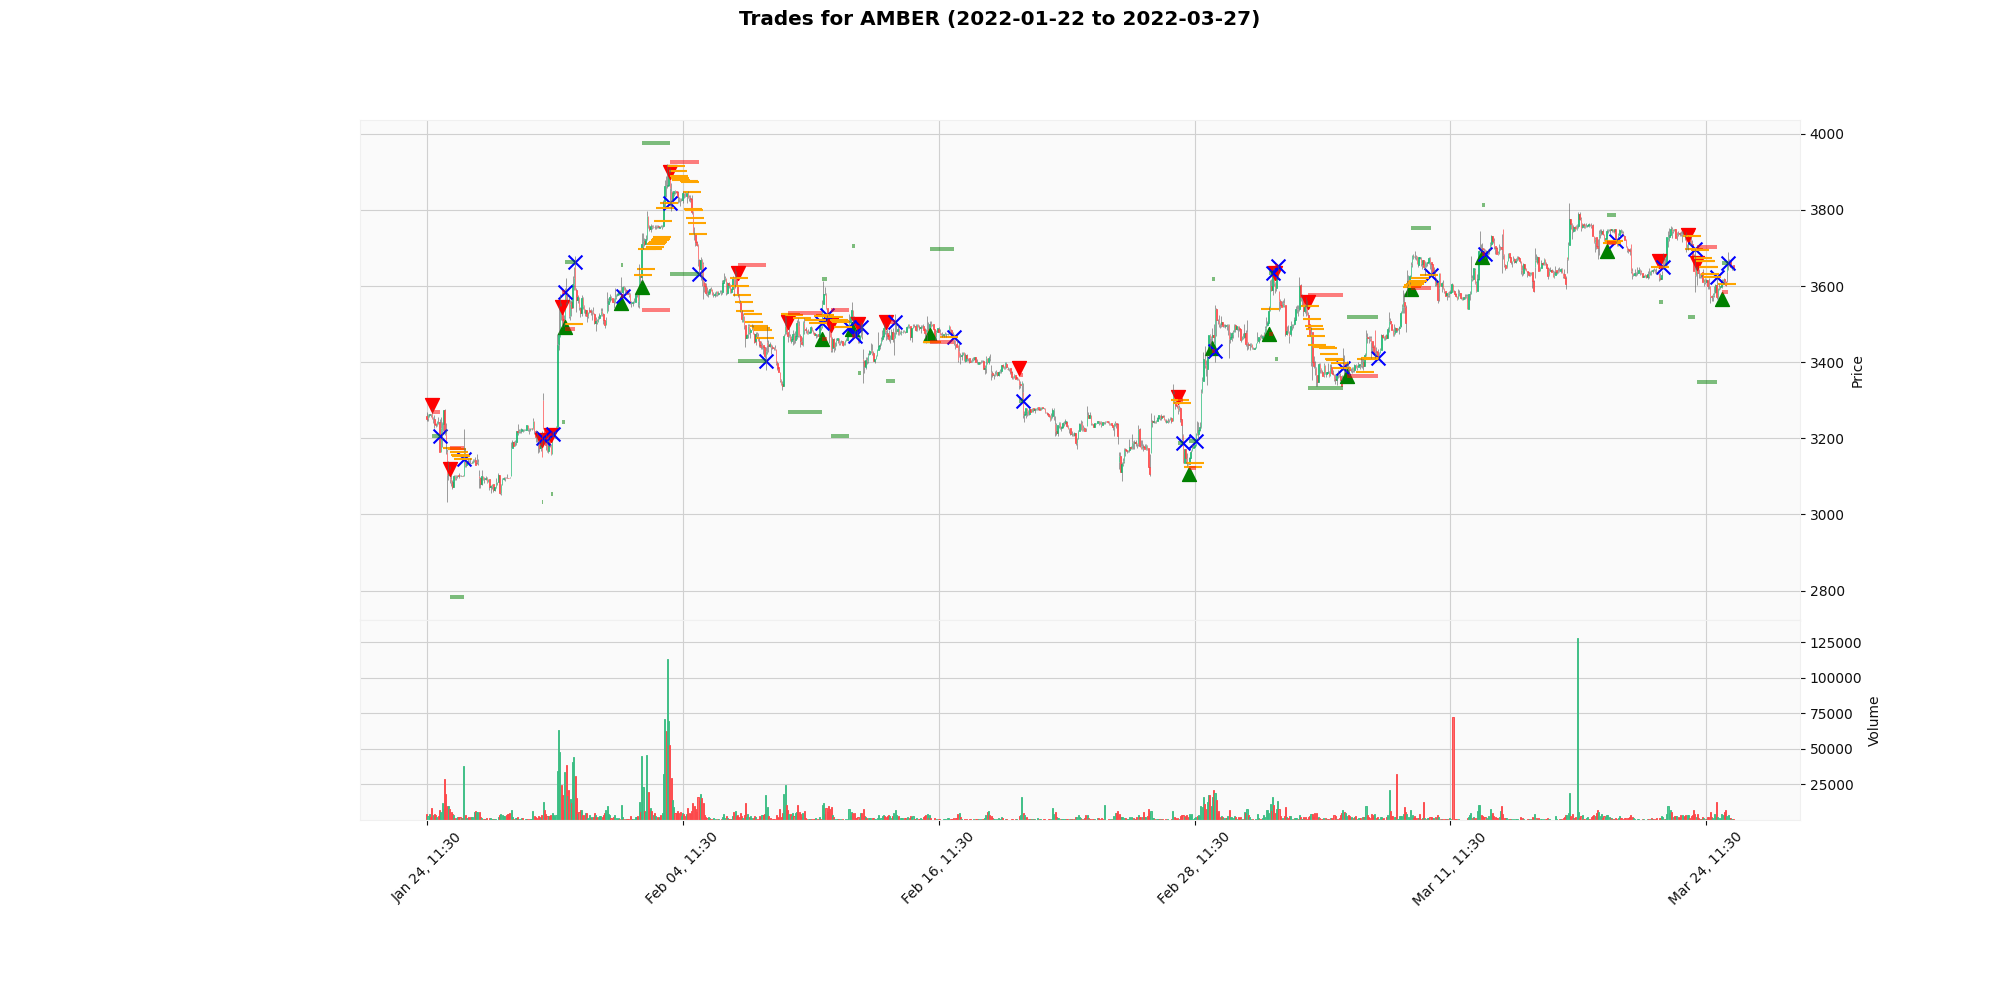 Trades for AMBER (2022-01-22 to 2022-03-27)
4000
3800
3600
3400
3200
3000
2800
Price
125000
100000
75000
50000
25000
Volume
Jan 24, 11:30
Feb 04, 11:30
Feb 16, 11:30
Feb 28, 11:30
Mar 11, 11:30
Mar 24, 11:30